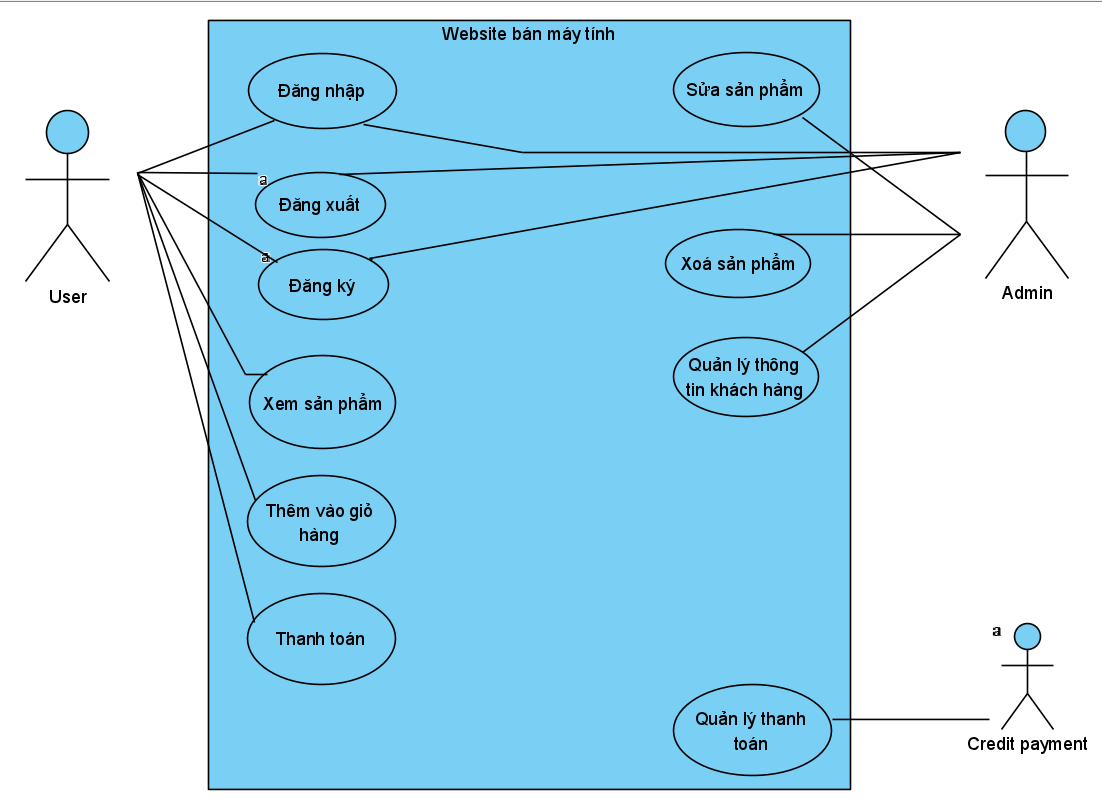 Website bán máy tính
Đăng nhập
Sửa sản phẩm
a
Đăng xuất
a
Đăng ký
Xoá sản phẩm
User
Admin
Xem sản phẩm
Quản lý thông
tin khách hàng
Thêm vào giỏ
hàng
Thanh toán
a
Quản lý thanh
toán
Credit payment